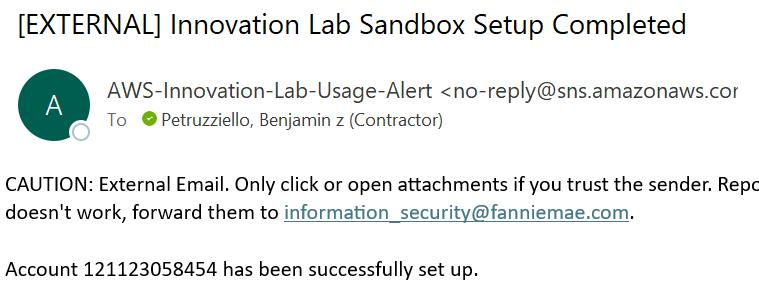 [EXTERNAL] Innovation Lab Sandbox Setup Completed
A
AWS-Innovation-Lab-Usage-Alert <no-reply@sns.amazonaws.cor
To Petruzziello, Benjamin z (Contractor)
CAUTION: External Email. Only click or open attachments if you trust the sender. Repo
doesn't work, forward them to information_security@fanniemae.com.
Account 121123058454 has been successfully set up.